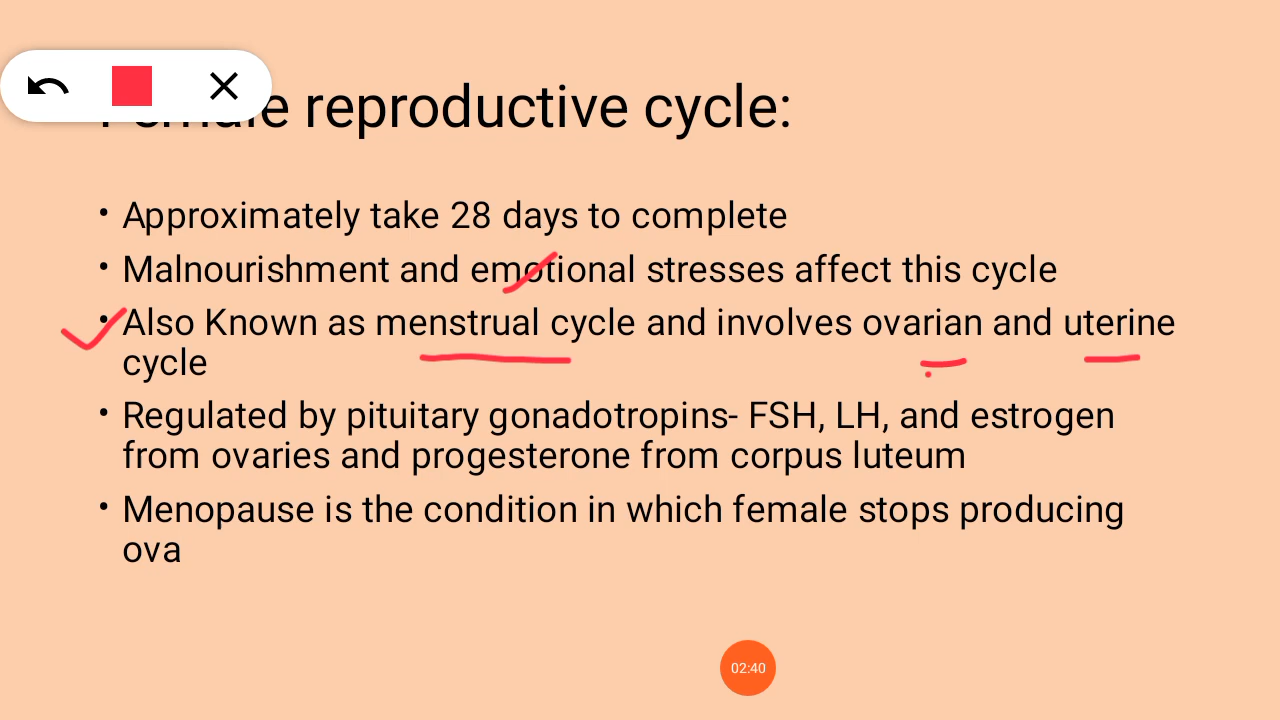 Female reproductive cycle:
• Approximately take 28 days to complete
• Malnourishment and emotional stresses affect this cycle
• Also Known as menstrual cycle and involves ovarian and uterine
cycle
• Regulated by pituitary gonadotropins- FSH, LH, and estrogen
from ovaries and progesterone from corpus luteum
• Menopause is the condition in which female stops producing
ova
02:40